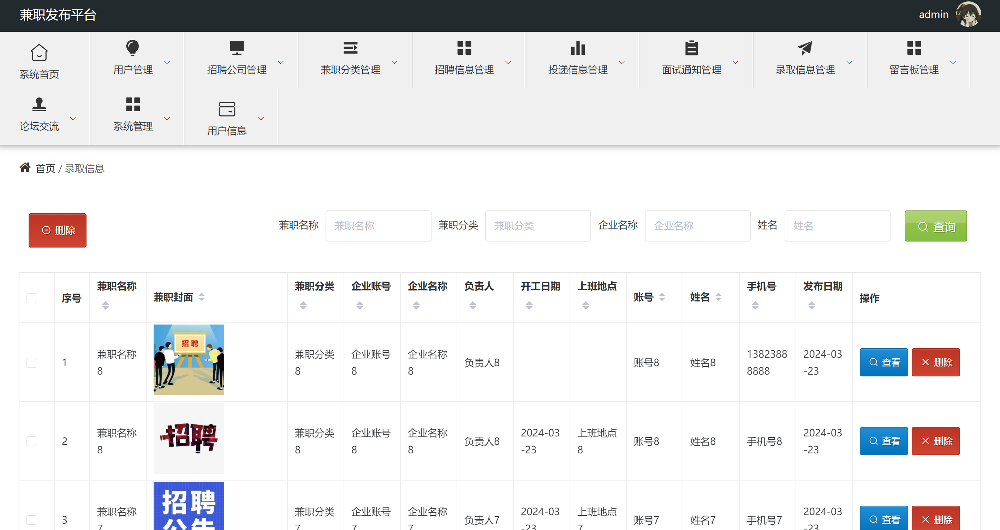 兼职发布平台
admin
系统首页
用户管理
招聘公司管理
兼职分类管理
招聘信息管理
投递信息管理
面试通知管理
录取信息管理
留言板管理
论坛交流
系统管理
用户信息
首页 / 录取信息
删除
兼职名称 兼职名称
兼职分类 兼职分类
企业名称 企业名称
姓名 姓名
查询
序号
兼职名称
兼职封面
兼职分类
企业账号
企业名称
负责人
开工日期
上班地点
账号
姓名
手机号
发布日期
操作
1
兼职名称
8
招聘
兼职分类
8
企业账号
8
企业名称
8
负责人8
账号8
姓名8
1382388
8888
2024-03
-23
查看
删除
2
兼职名称
8
招聘
兼职分类
8
企业账号
8
企业名称
8
负责人8
2024-03
-23
上班地点
8
账号8
姓名8
手机号8
2024-03
-23
查看
删除
3
兼职名称
7
招聘
公告
兼职分类
7
企业账号
7
企业名称
7
负责人7
2024-03
-23
上班地点
7
账号7
姓名7
手机号7
2024-03
-23
查看
删除